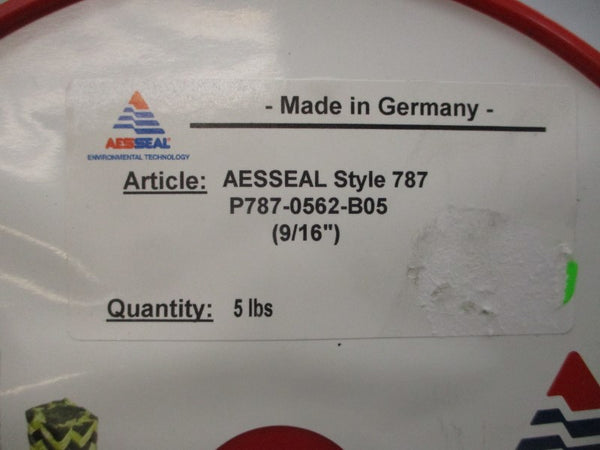 - Made in Germany -
AESSEAL
ENVIRONMENTAL TECHNOLOGY
Article: AESSEAL Style 787
P787-0562-B05
(9/16")
Quantity: 5 lbs